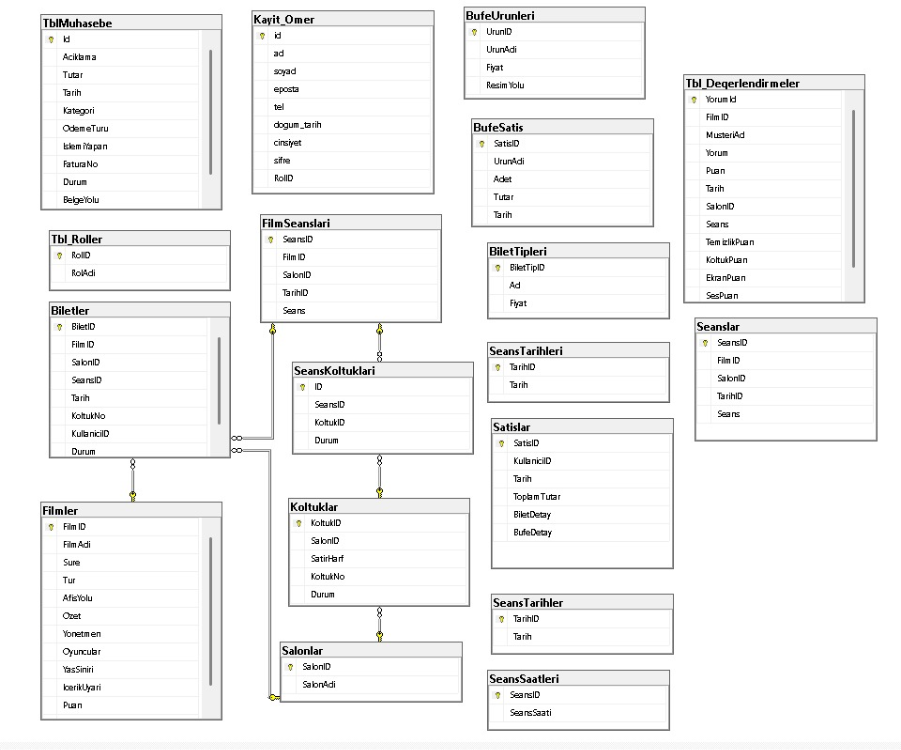 TblMuhasebe
id
Aciklama
Tutar
Tarih
Kategori
OdemeTuru
IslemiYapan
FaturaNo
Durum
BelgeYolu
Kayit_Omer
id
ad
soyad
eposta
tel
dogum_tarih
cinsiyet
sifre
RolID
BufeUrunleri
UrunID
UrunAdi
Fiyat
ResimYolu
Tbl_Degerlendirmeler
YorumId
FilmID
MusteriAd
Yorum
Puan
Tarih
SalonID
Seans
TemizlikPuan
KoltukPuan
EkranPuan
SesPuan
BufeSatis
SatisID
UrunAdi
Adet
Tutar
Tarih
FilmSeanslari
SeansID
FilmID
SalonID
TarihID
Seans
Tbl_Roller
RolID
RolAdi
BiletTipleri
BiletTipID
Ad
Fiyat
Biletler
BiletID
FilmID
SalonID
SeansID
Tarih
KoltukNo
KullaniciID
Durum
Seanslar
SeansID
FilmID
SalonID
TarihID
Seans
SeansTarihleri
TarihID
Tarih
SeansKoltuklari
ID
SeansID
KoltukID
Durum
Satislar
SatisID
KullaniciID
Tarih
ToplamTutar
BiletDetay
BufeDetay
Koltuklar
KoltukID
SalonID
SatirHarf
KoltukNo
Durum
Filmler
FilmID
FilmAdi
Sure
Tur
AfisYolu
Ozet
Yonetmen
Oyuncular
YasSiniri
IcerikUyari
Puan
SeansTarihler
TarihID
Tarih
Salonlar
SalonID
SalonAdi
SeansSaatleri
SeansID
SeansSaati